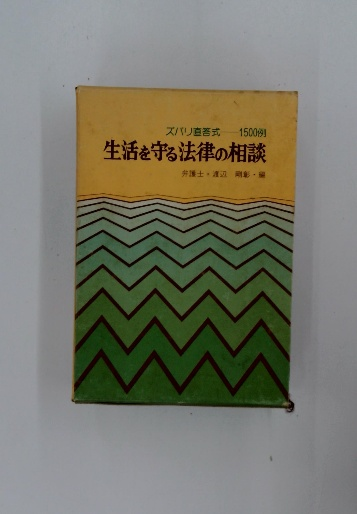 ズバリ直答式——1500例
生活を守る法律の相談
弁護士・渡辺 剛彰・編